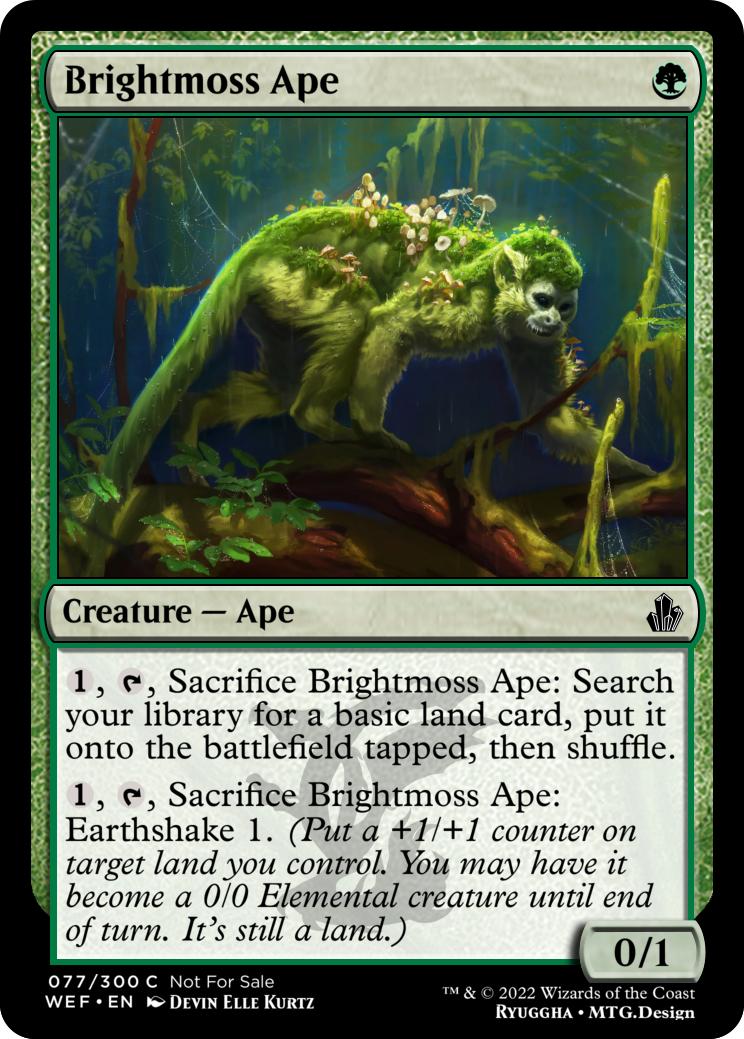 Brightmoss Ape
Creature — Ape
1, , Sacrifice Brightmoss Ape: Search
your library for a basic land card, put it
onto the battlefield tapped, then shuffle.
1, , Sacrifice Brightmoss Ape:
Earthshake 1. (Put a +1/+1 counter on
target land you control. You may have it
become a 0/0 Elemental creature until end
of turn. It's still a land.)
0/1
077/300 C Not For Sale
WEF • EN Devin Elle Kurtz
™ & © 2022 Wizards of the Coast
Ryuggha • MTG.Design